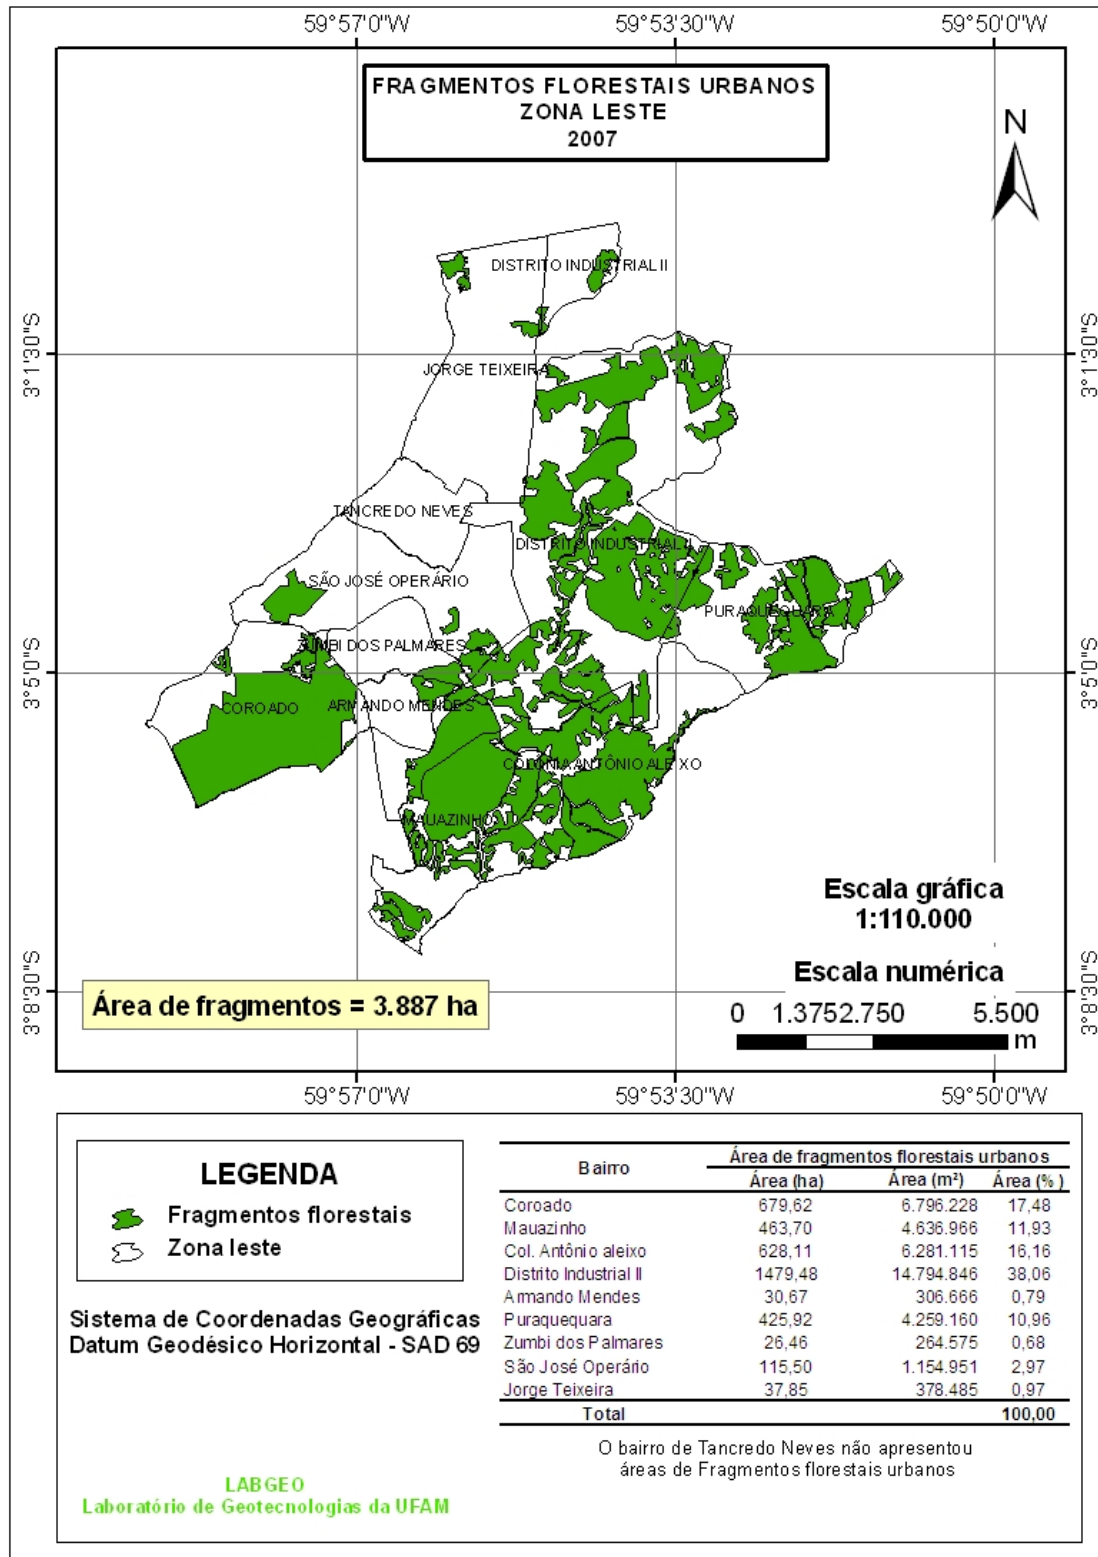 59°57'0"W 59°53'30"W 59°50'0"W
FRAGMENTOS FLORESTAIS URBANOS
ZONA LESTE
2007
N
DISTRITO INDUSTRIAL II
3°1'30"S 3°1'30"S
JORGE TEIXEIRA
TANCREDO NEVES
DISTRITO INDUSTRIAL II
SÃO JOSÉ OPERÁRIO
PURAQUEQUARA
ZUMBI DOS PALMARES
3°5'0"S 3°5'0"S
COROADO
ARMANDO MENDES
COLÔNIA ANTÔNIO ALEIXO
MAUAZINHO
Escala gráfica
1:110.000
Escala numérica
3°8'30"S 3°8'30"S
Área de fragmentos = 3.887 ha
0 1.3752.750 5.500
m
59°57'0"W 59°53'30"W 59°50'0"W
LEGENDA
Fragmentos florestais
Zona leste
Sistema de Coordenadas Geográficas
Datum Geodésico Horizontal - SAD 69
LABGEO
Laboratório de Geotecnologias da UFAM
Bairro Área de fragmentos florestais urbanos
Área (ha) Área (m²) Área (%)
Coroado 679,62 6.796.228 17,48
Mauazinho 463,70 4.636.966 11,93
Col. Antônio aleixo 628,11 6.281.115 16,16
Distrito Industrial II 1479,48 14.794.846 38,06
Armando Mendes 30,67 306.666 0,79
Puraquequara 425,92 4.259.160 10,96
Zumbi dos Palmares 26,46 264.575 0,68
São José Operário 115,50 1.154.951 2,97
Jorge Teixeira 37,85 378.485 0,97
Total 100,00
O bairro de Tancredo Neves não apresentou
áreas de Fragmentos florestais urbanos